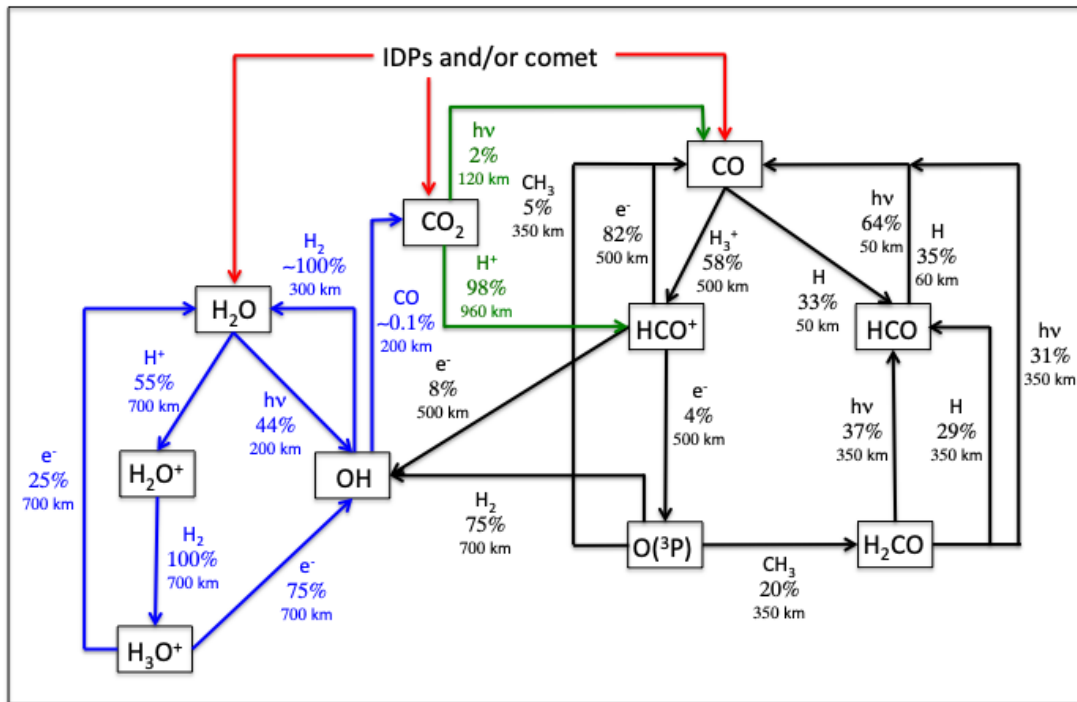 IDPs and/or comet
hν
2%
120 km
CO
CH₃
5%
350 km
e⁻
82%
500 km
H₃⁺
58%
500 km
hν
64%
50 km
H
35%
60 km
CO₂
H₂
~100%
300 km
H⁺
98%
960 km
H
33%
50 km
CO
~0.1%
200 km
H₂O
HCO⁺
HCO
hν
31%
350 km
H⁺
55%
700 km
hν
44%
200 km
e⁻
8%
500 km
e⁻
4%
500 km
hν
37%
350 km
H
29%
350 km
e⁻
25%
700 km
H₂O⁺
OH
H₂
75%
700 km
O(³P)
H₂CO
CH₃
20%
350 km
H₂
100%
700 km
e⁻
75%
700 km
H₃O⁺